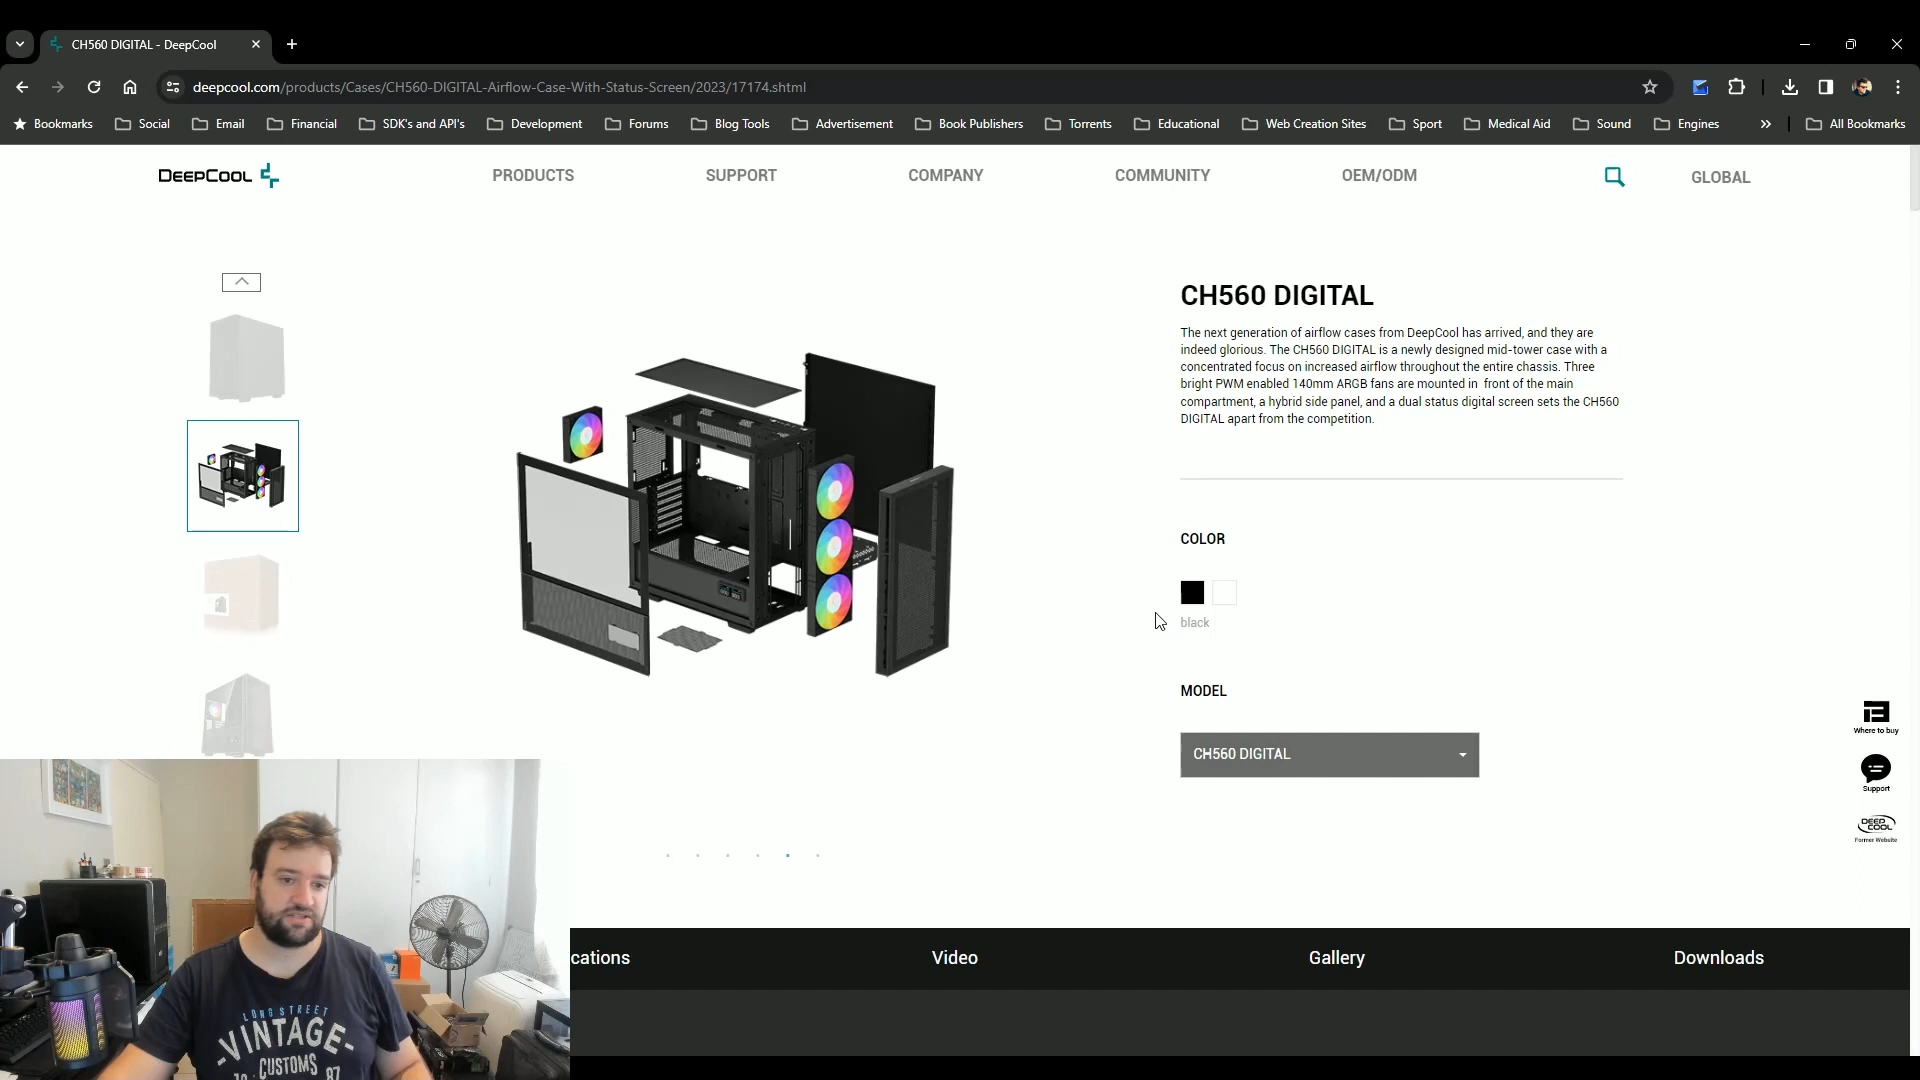 CH560 DIGITAL - DeepCool
deepcool.com/products/Cases/CH560-DIGITAL-Airflow-Case-With-Status-Screen/2023/17174.shtml
Bookmarks Social Email Financial SDK's and API's Development Forums Blog Tools Advertisement Book Publishers Torrents Educational Web Creation Sites Sport Medical Aid Sound Engines » All Bookmarks
DEEPCOOL PRODUCTS SUPPORT COMPANY COMMUNITY OEM/ODM GLOBAL
CH560 DIGITAL
The next generation of airflow cases from DeepCool has arrived, and they are
indeed glorious. The CH560 DIGITAL is a newly designed mid-tower case with a
concentrated focus on increased airflow throughout the entire chassis. Three
bright PWM enabled 140mm ARGB fans are mounted in front of the main
compartment, a hybrid side panel, and a dual status digital screen sets the CH560
DIGITAL apart from the competition.
COLOR
black
MODEL
CH560 DIGITAL
Where to buy
Support
DEEP
COOL
Former Website
cations Video Gallery Downloads
LONG STREET
-VINTAGE-
CUSTOMS
87